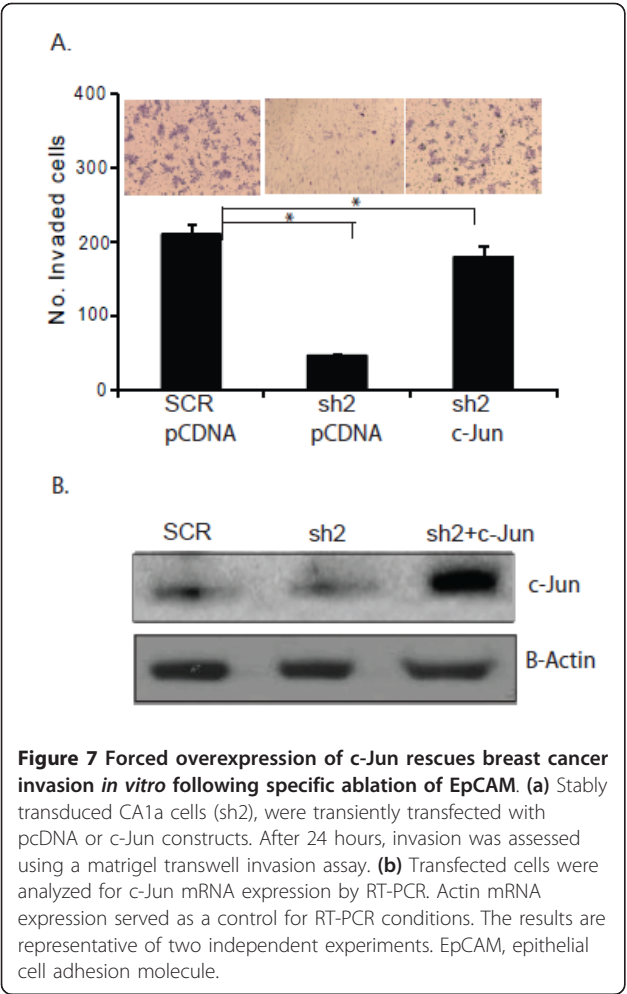 A.
400
300
200
100
0
No. Invaded cells
*
*
SCR sh2 sh2
pCDNA pCDNA c-Jun
B.
SCR sh2 sh2+c-Jun
c-Jun
B-Actin
Figure 7 Forced overexpression of c-Jun rescues breast cancer
invasion in vitro following specific ablation of EpCAM. (a) Stably
transduced CA1a cells (sh2), were transiently transfected with
pcDNA or c-Jun constructs. After 24 hours, invasion was assessed
using a matrigel transwell invasion assay. (b) Transfected cells were
analyzed for c-Jun mRNA expression by RT-PCR. Actin mRNA
expression served as a control for RT-PCR conditions. The results are
representative of two independent experiments. EpCAM, epithelial
cell adhesion molecule.